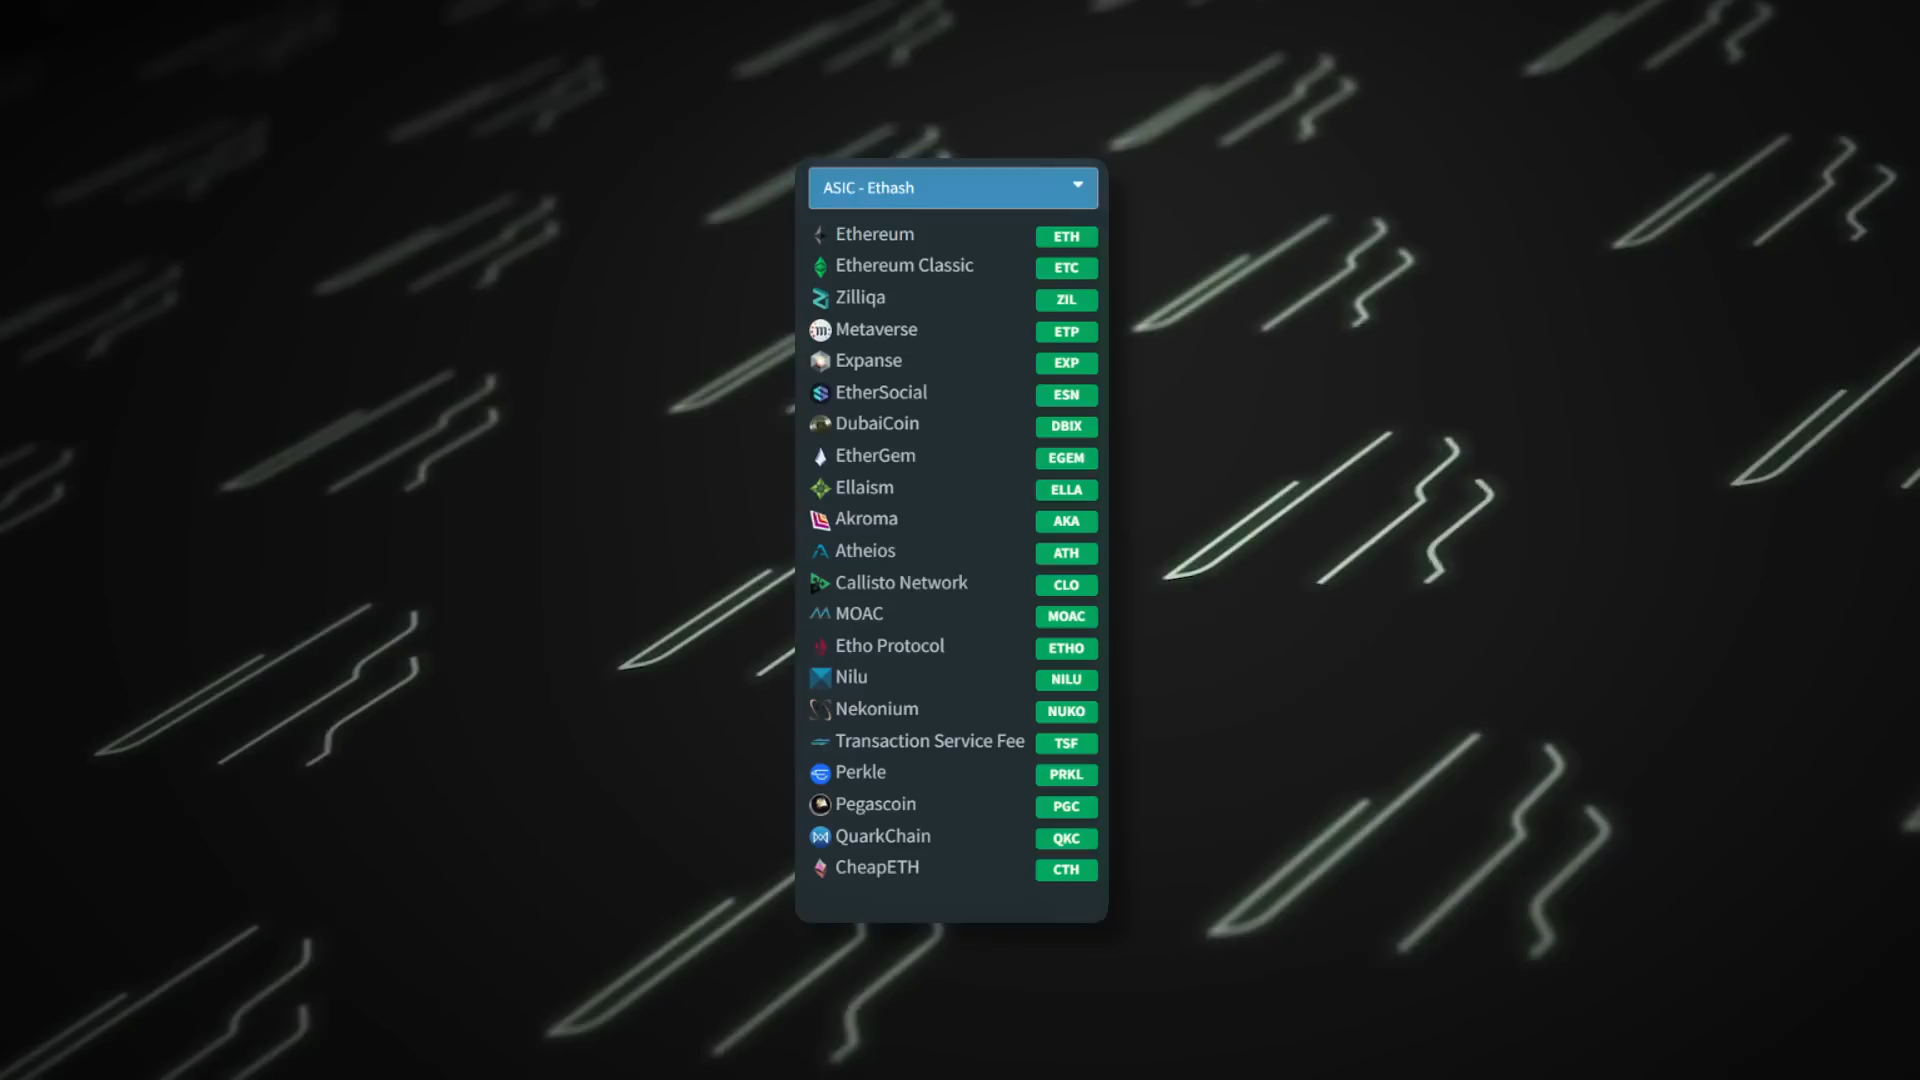 ASIC - Ethash
Ethereum ETH
Ethereum Classic ETC
Zilliqa ZIL
Metaverse ETP
Expanse EXP
EtherSocial ESN
DubaiCoin DBIX
EtherGem EGEM
Ellaism ELLA
Akroma AKA
Atheios ATH
Callisto Network CLO
MOAC MOAC
Etho Protocol ETHO
Nilu NILU
Nekonium NUKO
Transaction Service Fee TSF
Perkle PRKL
Pegascoin PGC
QuarkChain QKC
CheapETH CTH